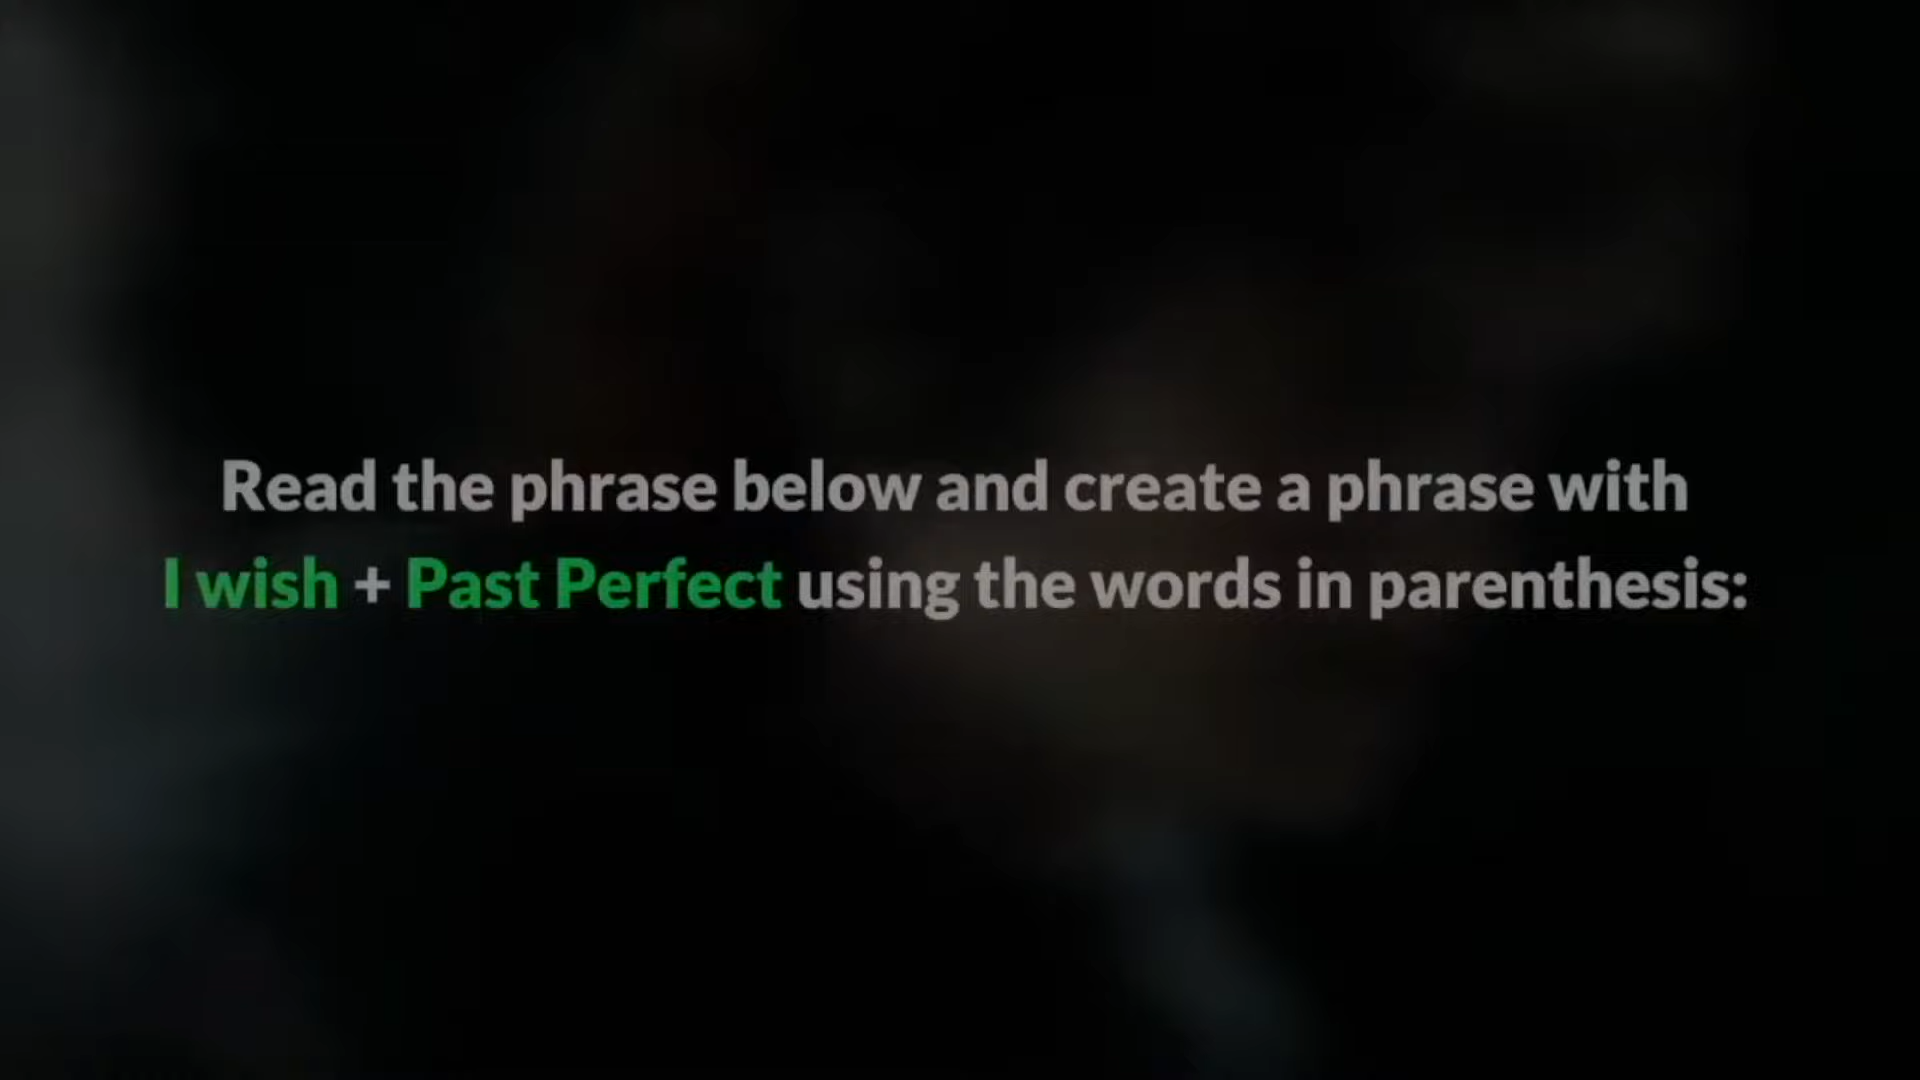 Read the phrase below and create a phrase with
I wish + Past Perfect using the words in parenthesis: